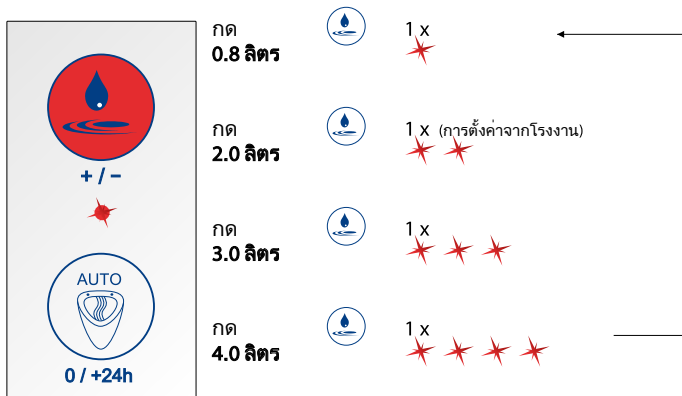 + / −
AUTO
0 / +24h
กด 1 x
0.8 ลิตร
กด 1 x (การตั้งค่าจากโรงงาน)
2.0 ลิตร
กด 1 x
3.0 ลิตร
กด 1 x
4.0 ลิตร